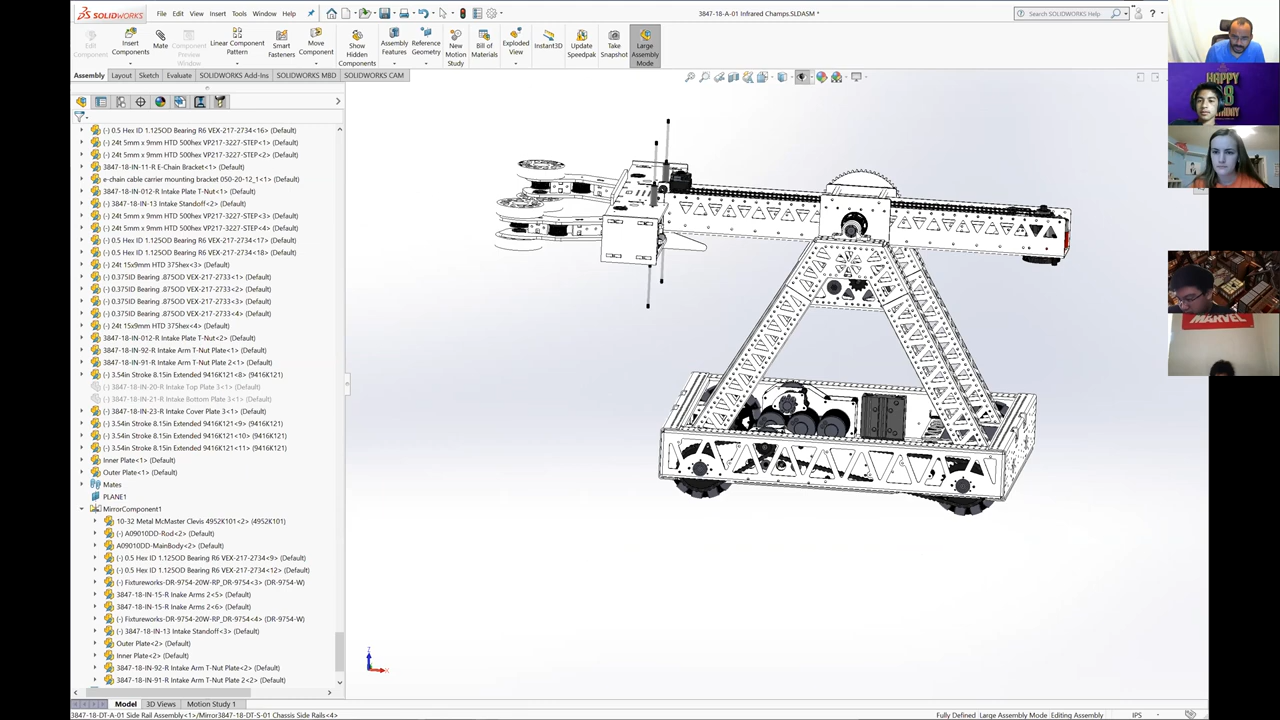 SOLIDWORKS
File
Edit
View
Insert
Tools
Window
Help
3847-18-A-01 Infrared Champs.SLDASM *
Search SOLIDWORKS Help
Edit Component
Insert Components
Mate
Component Preview Window
Linear Component Pattern
Smart Fasteners
Move Component
Show Hidden Components
Assembly Features
Reference Geometry
New Motion Study
Bill of Materials
Exploded View
Instant3D
Update Speedpak
Take Snapshot
Large Assembly Mode
Assembly
Layout
Sketch
Evaluate
SOLIDWORKS Add-Ins
SOLIDWORKS MBD
SOLIDWORKS CAM
(-) 0.5 Hex ID 1.125OD Bearing R6 VEX-217-2734<16> (Default)
(-) 24t 5mm x 9mm HTD 500hex VP217-3227-STEP<1> (Default)
(-) 24t 5mm x 9mm HTD 500hex VP217-3227-STEP<2> (Default)
3847-18-IN-11-R E-Chain Bracket<1> (Default)
e-chain cable carrier mounting bracket 050-20-12_1<1> (Default)
3847-18-IN-012-R Intake Plate T-Nut<1> (Default)
(-) 3847-18-IN-13 Intake Standoff<2> (Default)
(-) 24t 5mm x 9mm HTD 500hex VP217-3227-STEP<3> (Default)
(-) 24t 5mm x 9mm HTD 500hex VP217-3227-STEP<4> (Default)
(-) 0.5 Hex ID 1.125OD Bearing R6 VEX-217-2734<17> (Default)
(-) 0.5 Hex ID 1.125OD Bearing R6 VEX-217-2734<18> (Default)
(-) 24t 15x9mm HTD 375hex<3> (Default)
(-) 0.375ID Bearing .875OD VEX-217-2733<1> (Default)
(-) 0.375ID Bearing .875OD VEX-217-2733<2> (Default)
(-) 0.375ID Bearing .875OD VEX-217-2733<3> (Default)
(-) 0.375ID Bearing .875OD VEX-217-2733<4> (Default)
(-) 24t 15x9mm HTD 375hex<4> (Default)
3847-18-IN-012-R Intake Plate T-Nut<2> (Default)
3847-18-IN-92-R Intake Arm T-Nut Plate<1> (Default)
3847-18-IN-91-R Intake Arm T-Nut Plate 2<1> (Default)
(-) 3.54in Stroke 8.15in Extended 9416K121<8> (9416K121)
(-) 3847-18-IN-20-R Intake Top Plate 3<1> (Default)
(-) 3847-18-IN-21-R Intake Bottom Plate 3<1> (Default)
(-) 3847-18-IN-23-R Intake Cover Plate 3<1> (Default)
(-) 3.54in Stroke 8.15in Extended 9416K121<9> (9416K121)
(-) 3.54in Stroke 8.15in Extended 9416K121<10> (9416K121)
(-) 3.54in Stroke 8.15in Extended 9416K121<11> (9416K121)
Inner Plate<1> (Default)
Outer Plate<1> (Default)
Mates
PLANE1
MirrorComponent1
10-32 Metal McMaster Clevis 4952K101<2> (4952K101)
(-) A09010DD-Rod<2> (Default)
A09010DD-MainBody<2> (Default)
(-) 0.5 Hex ID 1.125OD Bearing R6 VEX-217-2734<9> (Default)
(-) 0.5 Hex ID 1.125OD Bearing R6 VEX-217-2734<12> (Default)
(-) Fixtureworks-DR-9754-20W-RP_DR-9754<3> (DR-9754-W)
3847-18-IN-15-R Inake Arms 2<5> (Default)
3847-18-IN-15-R Inake Arms 2<6> (Default)
(-) Fixtureworks-DR-9754-20W-RP_DR-9754<4> (DR-9754-W)
(-) 3847-18-IN-13 Intake Standoff<3> (Default)
Outer Plate<2> (Default)
Inner Plate<2> (Default)
3847-18-IN-92-R Intake Arm T-Nut Plate<2> (Default)
3847-18-IN-91-R Intake Arm T-Nut Plate 2<2> (Default)
Model
3D Views
Motion Study 1
3847-18-DT-A-01 Side Rail Assembly<1>/Mirror3847-18-DT-S-01 Chassis Side Rails<4>
Fully Defined
Large Assembly Mode
Editing Assembly
IPS
HAPPY
MARVEL